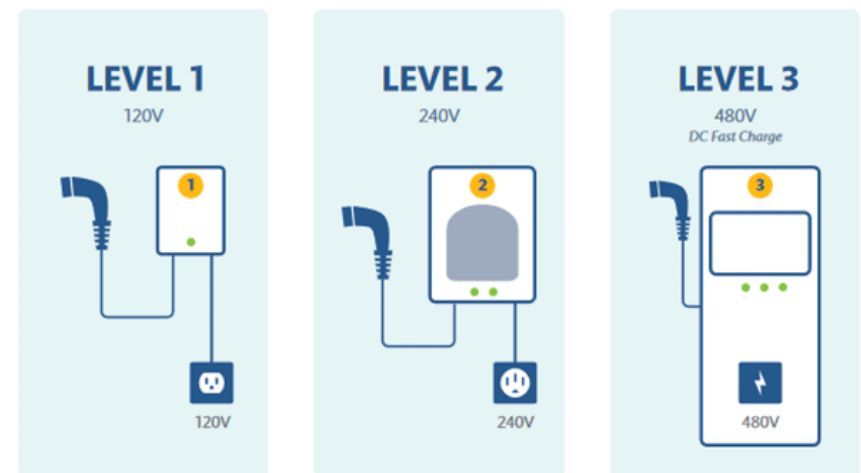 LEVEL 1
120V
1
120V
LEVEL 2
240V
2
240V
LEVEL 3
480V
DC Fast Charge
3
480V